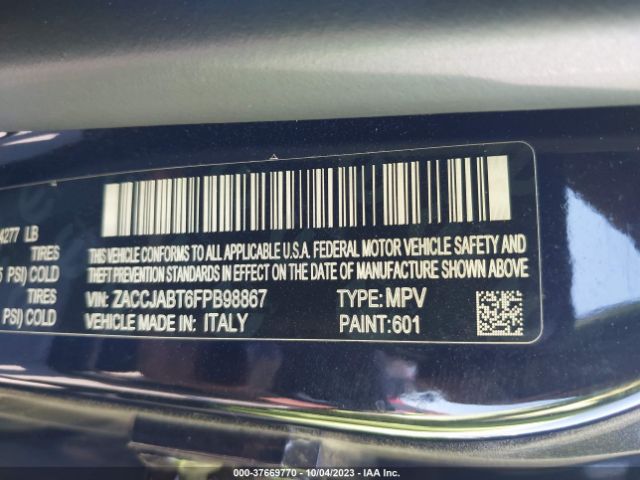 4277 LB
TIRES
PSI) COLD
TIRES
PSI) COLD
THIS VEHICLE CONFORMS TO ALL APPLICABLE U.S.A. FEDERAL MOTOR VEHICLE SAFETY AND
THEFT PREVENTION STANDARDS IN EFFECT ON THE DATE OF MANUFACTURE SHOWN ABOVE
VIN: ZACCJABT6FPB98867 TYPE: MPV
VEHICLE MADE IN: ITALY PAINT:601
000-37669770 | 10/04/2023 | IAA Inc.